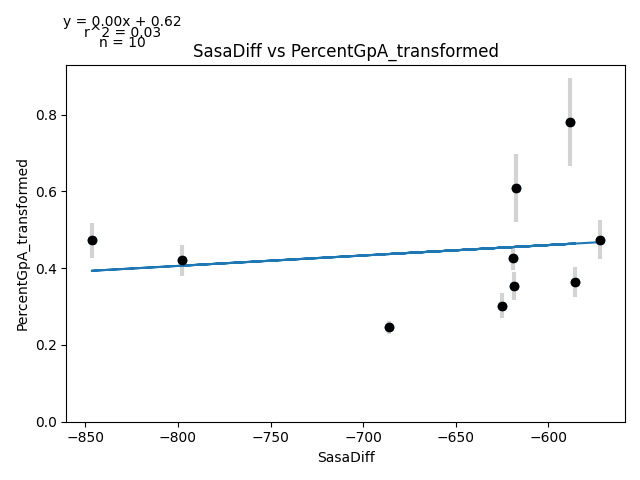 y = 0.00x + 0.62
r^2 = 0.03
n = 10
SasaDiff vs PercentGpA_transformed
PercentGpA_transformed
0.8
0.6
0.4
0.2
0.0
−850
−800
−750
−700
−650
−600
SasaDiff